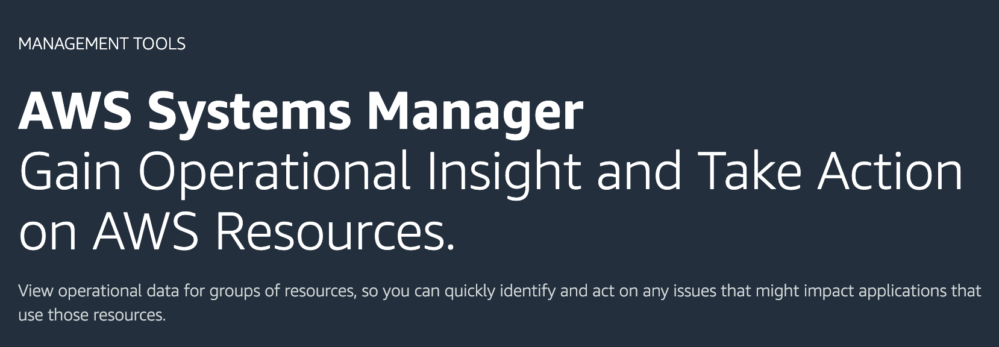 MANAGEMENT TOOLS
AWS Systems Manager
Gain Operational Insight and Take Action
on AWS Resources.
View operational data for groups of resources, so you can quickly identify and act on any issues that might impact applications that
use those resources.